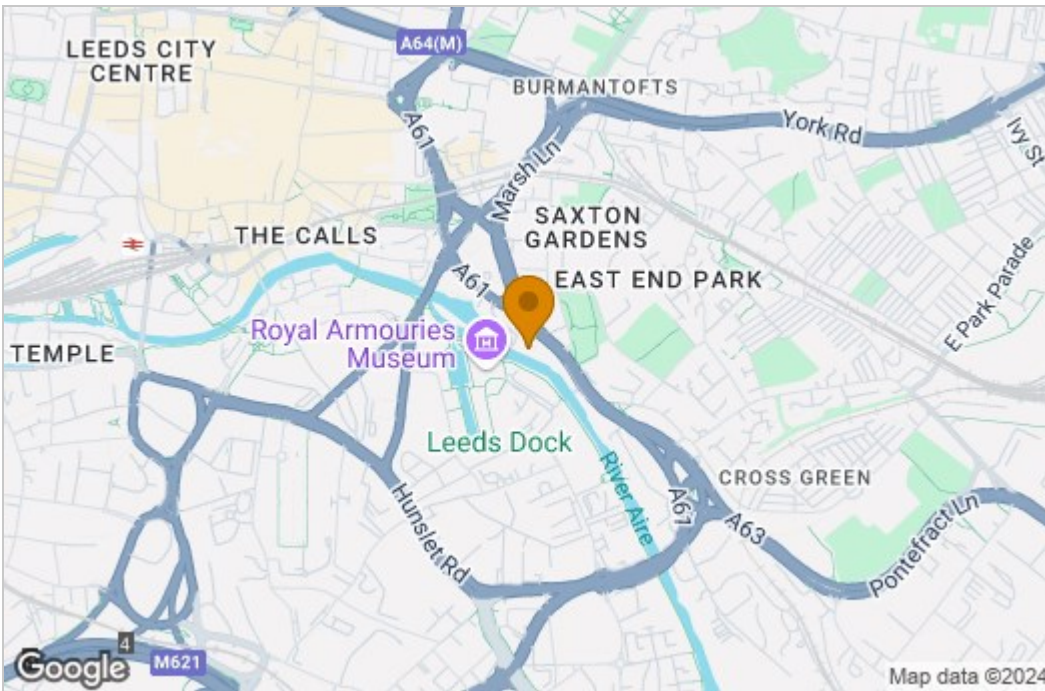 LEEDS CITY
CENTRE
A64(M)
BURMANTOFTS
A61
York Rd
Ivy St
Marsh Ln
SAXTON
GARDENS
THE CALLS
A61
EAST END PARK
E Park Parade
Royal Armouries
Museum
TEMPLE
Leeds Dock
River Aire
CROSS GREEN
A61
A63
Pontefract Ln
Hunslet Rd
4
M621
Google
Map data ©2024